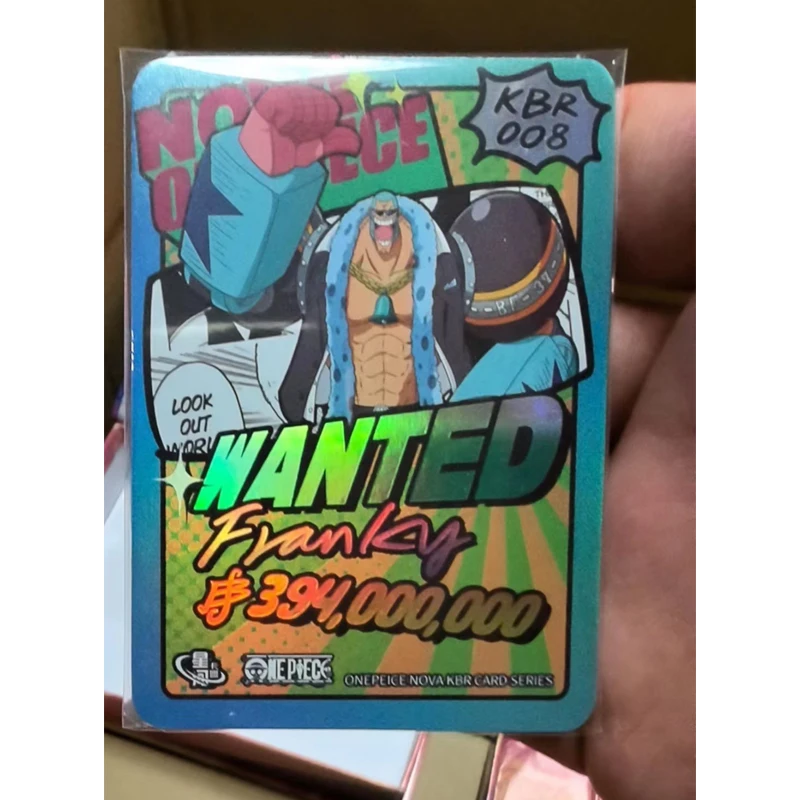 KBR
008
LOOK
OUT
WANTED
Franky
394,000,000
ONE PIECE
ONEPEICE NOVA KBR CARD SERIES